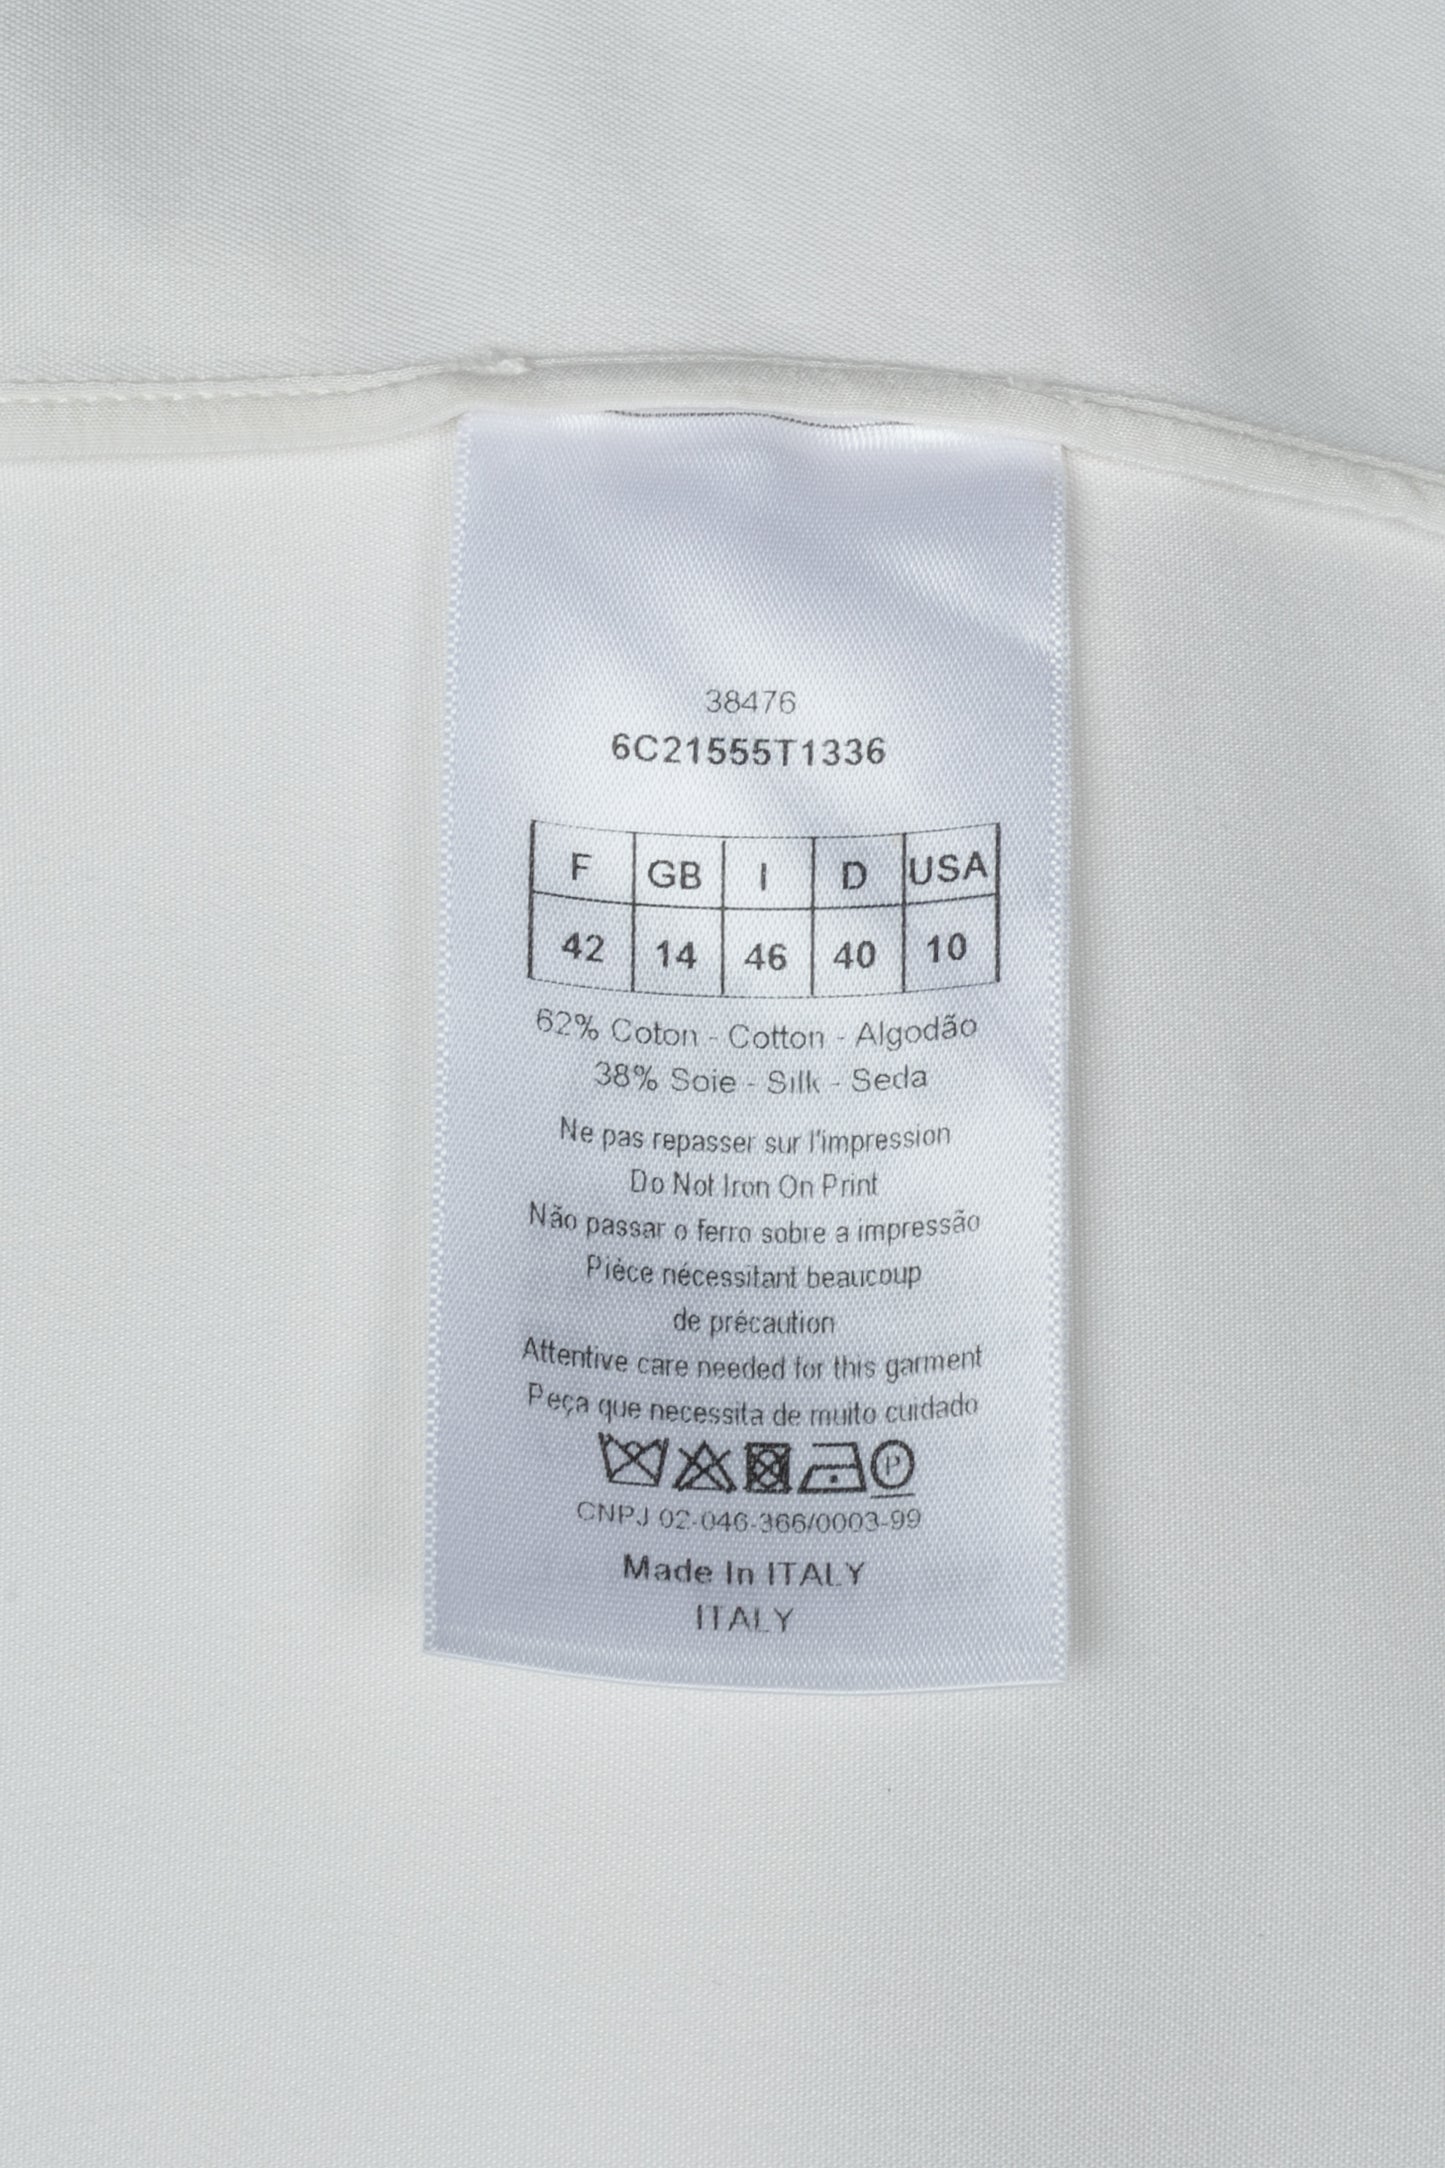 38476
6C21555T1336
F GB I D USA
42 14 46 40 10
62% Coton - Cotton - Algodão
38% Soie - Silk - Seda
Ne pas repasser sur l'impression
Do Not Iron On Print
Não passar o ferro sobre a impressão
Pièce nécessitant beaucoup
de précaution
Attentive care needed for this garment
Peça que necessita de muito cuidado
P
CNPJ 02-046-366/0003-99
Made In ITALY
ITALY